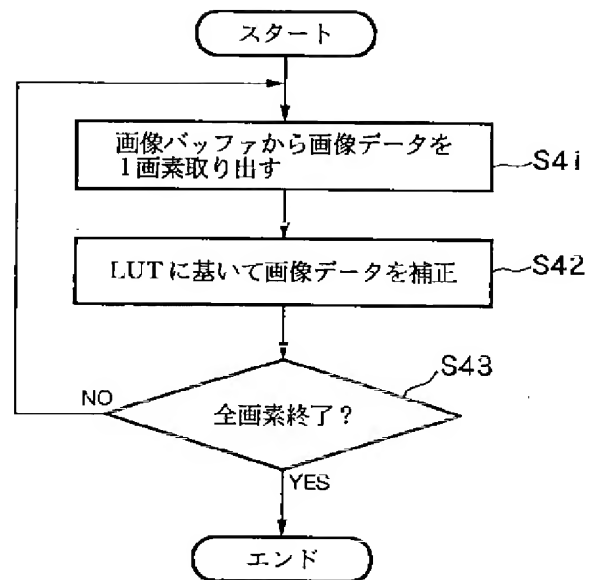 スタート
画像バッファから画像データを
1画素取り出す
S41
LUTに基いて画像データを補正
S42
S43
NO
全画素終了?
YES
エンド